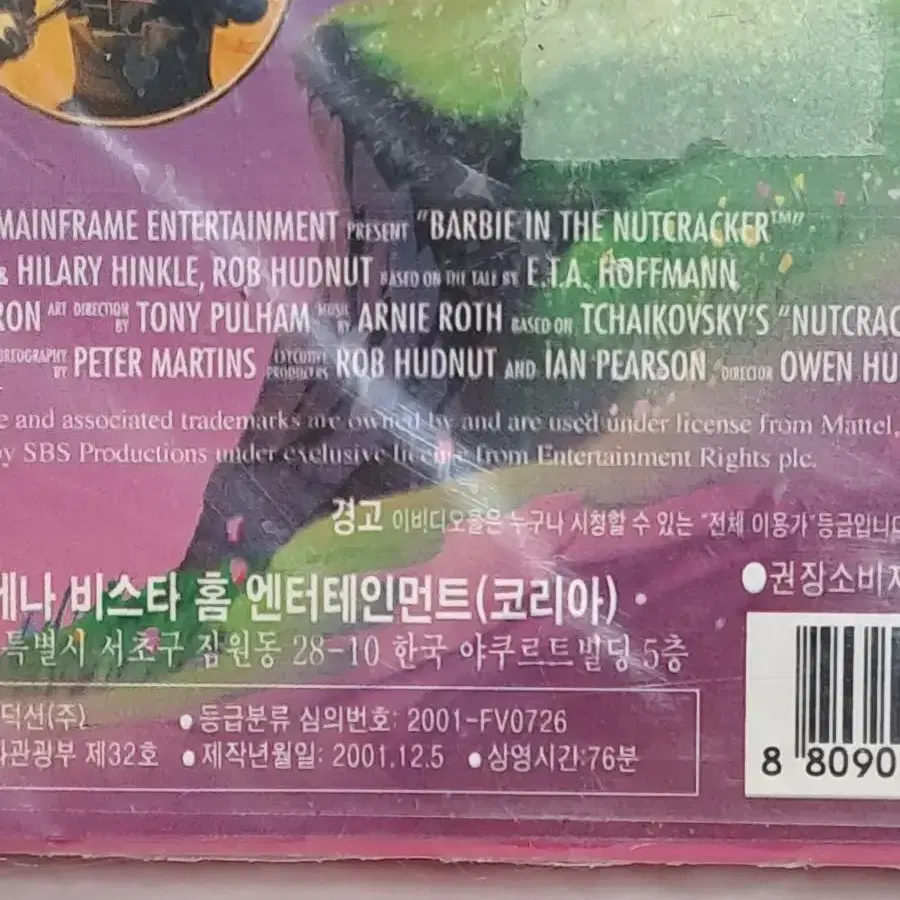 MAINFRAME ENTERTAINMENT PRESENT "BARBIE IN THE NUTCRACKER™"
& HILARY HINKLE, ROB HUDNUT BASED ON THE TALE BY E.T.A. HOFFMANN,
RON ART DIRECTION BY TONY PULHAM MUSIC BY ARNIE ROTH BASED ON TCHAIKOVSKY'S "NUTCRAC
OREOGRAPHY BY PETER MARTINS EXECUTIVE PRODUCERS ROB HUDNUT AND IAN PEARSON DIRECTOR OWEN HU
e and associated trademarks are owned by and are used under license from Mattel,
by SBS Productions under exclusive license from Entertainment Rights plc.
경고 이비디오물은 누구나 시청할 수 있는 "전체 이용가"등급입니다
에나 비스타 홈 엔터테인먼트(코리아) •
특별시 서초구 잠원동 28-10 한국 야쿠르트빌딩 5층
●권장소비자
덕션(주) ●등급분류 심의번호: 2001-FV0726
관광부 제32호 ●제작년월일: 2001.12.5 ●상영시간:76분
8 8090